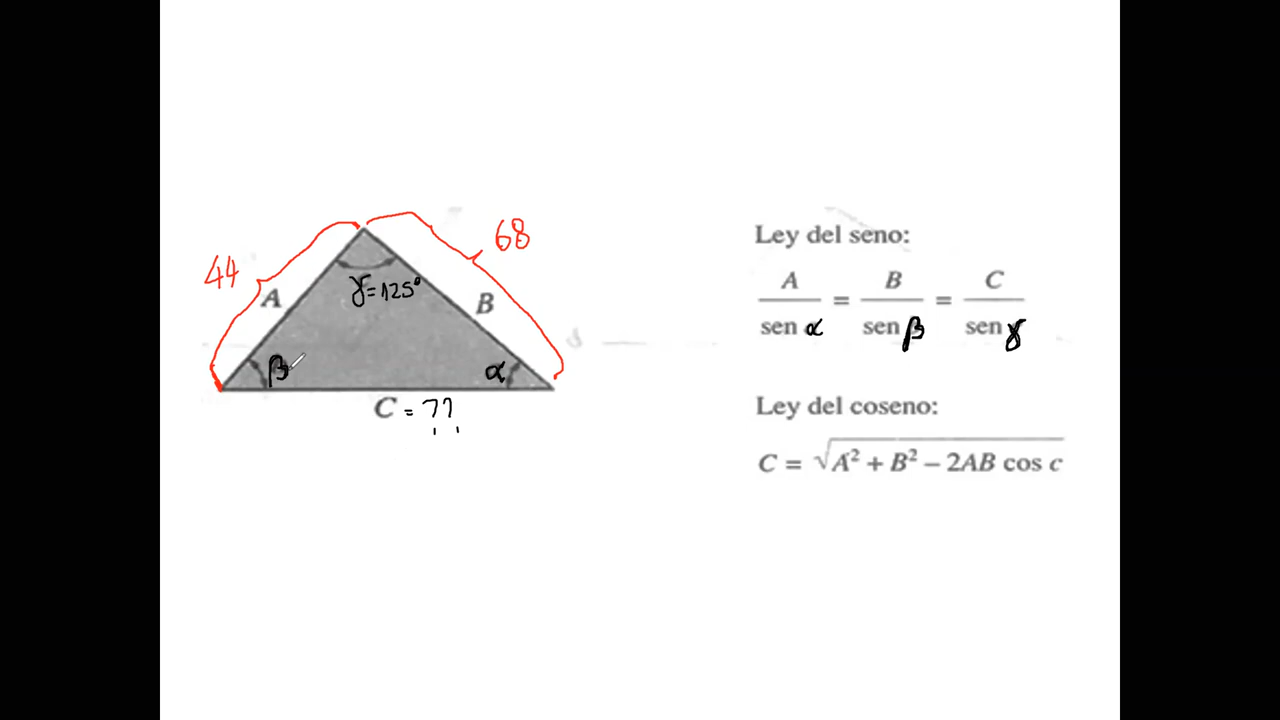 68
44
A
γ=125°
B
β
α
C = ??
Ley del seno:
A/sen α = B/sen β = C/sen γ
Ley del coseno:
C = √A² + B² – 2AB cos c